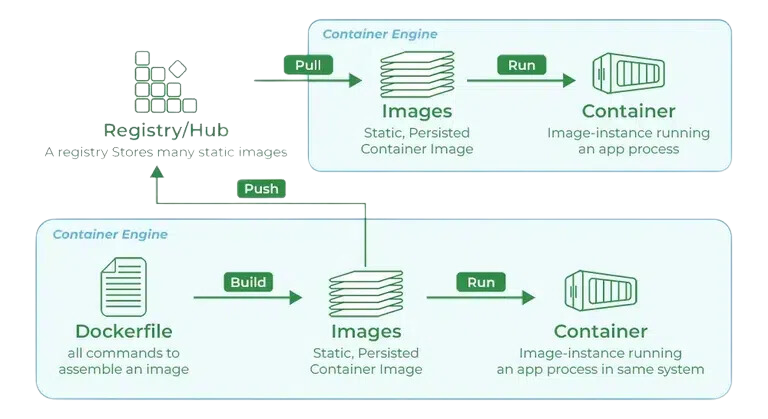 Container Engine
Pull
Run
Images
Static, Persisted
Container Image
Container
Image-instance running
an app process
Registry/Hub
A registry Stores many static images
Push
Container Engine
Build
Run
Dockerfile
all commands to
assemble an image
Images
Static, Persisted
Container Image
Container
Image-instance running
an app process in same system